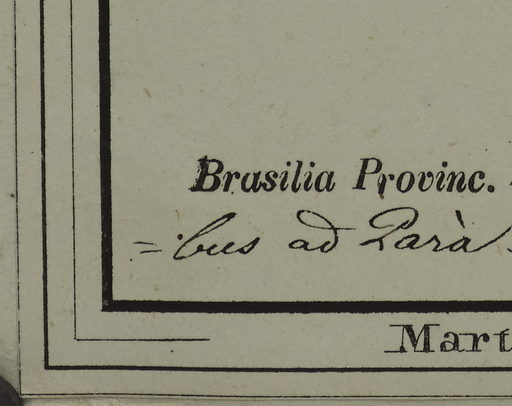 Brasilia Provinc.
=bus ad Parà
Mart